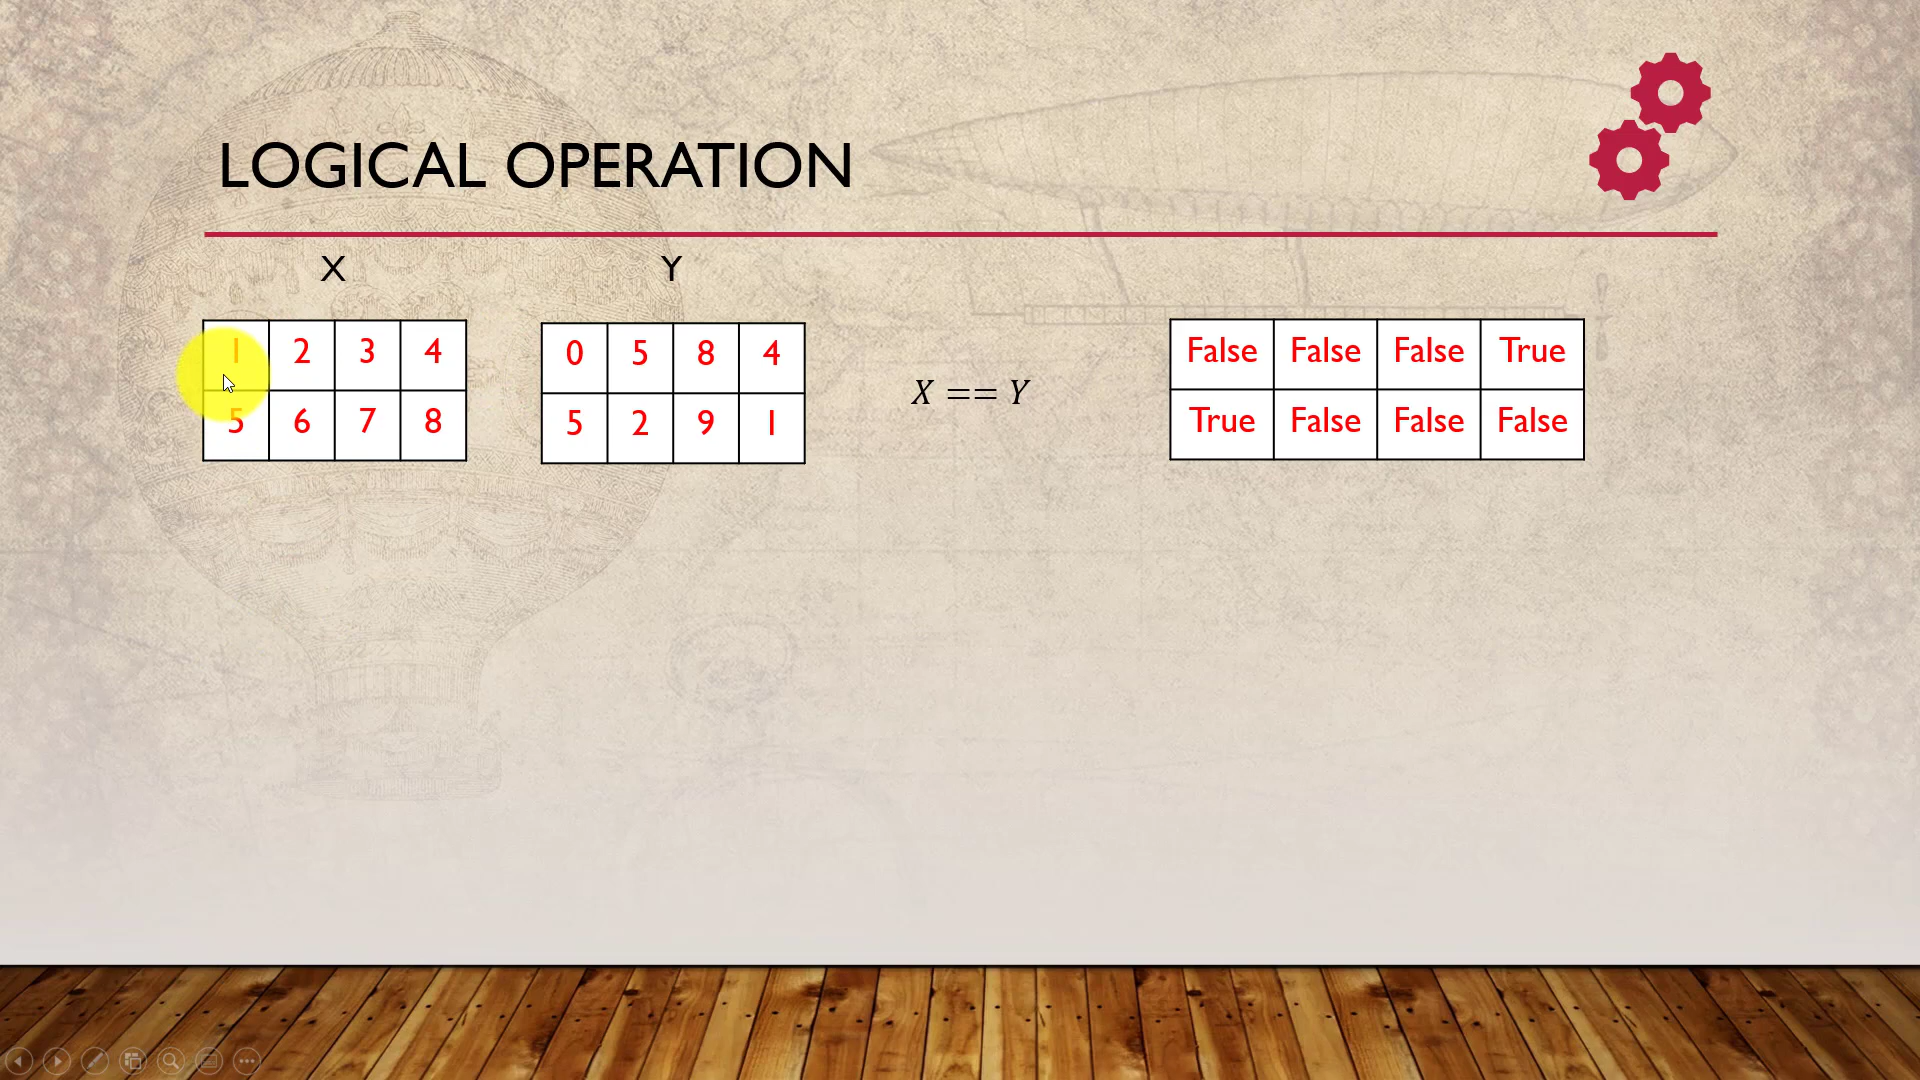 LOGICAL OPERATION
X
Y
1 2 3 4
5 6 7 8
0 5 8 4
5 2 9 1
X == Y
False False False True
True False False False